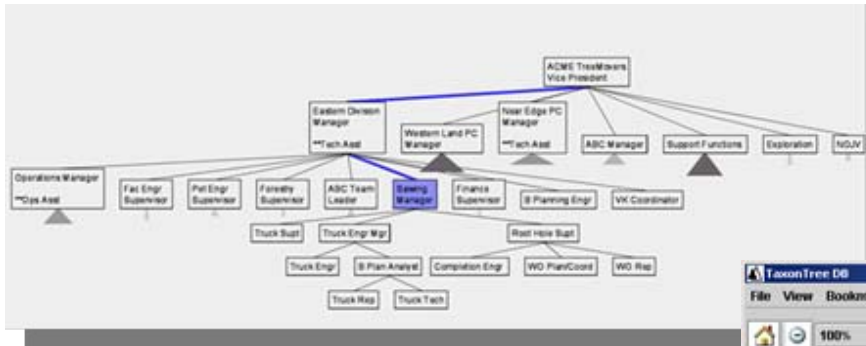 ACME TreeMovers
Vice President
Eastern Division
Manager
**Tech Asst
Western Land PC
Manager
Near Edge PC
Manager
**Tech Asst
ABC Manager
Support Functions
Exploration
NGJV
Operations Manager
**Ops Asst
Fac Engr
Supervisor
Pet Engr
Supervisor
Forestry
Supervisor
ABC Team
Leader
Sawing
Manager
Finance
Supervisor
B Planning Engr
VK Coordinator
Truck Supt
Truck Engr Mgr
Root Hole Supt
Truck Engr
B Plan Analyst
Completion Engr
WO Plan/Coord
WO Rep
Truck Rep
Truck Tech
TaxonTree DB
File View Bookm
100%